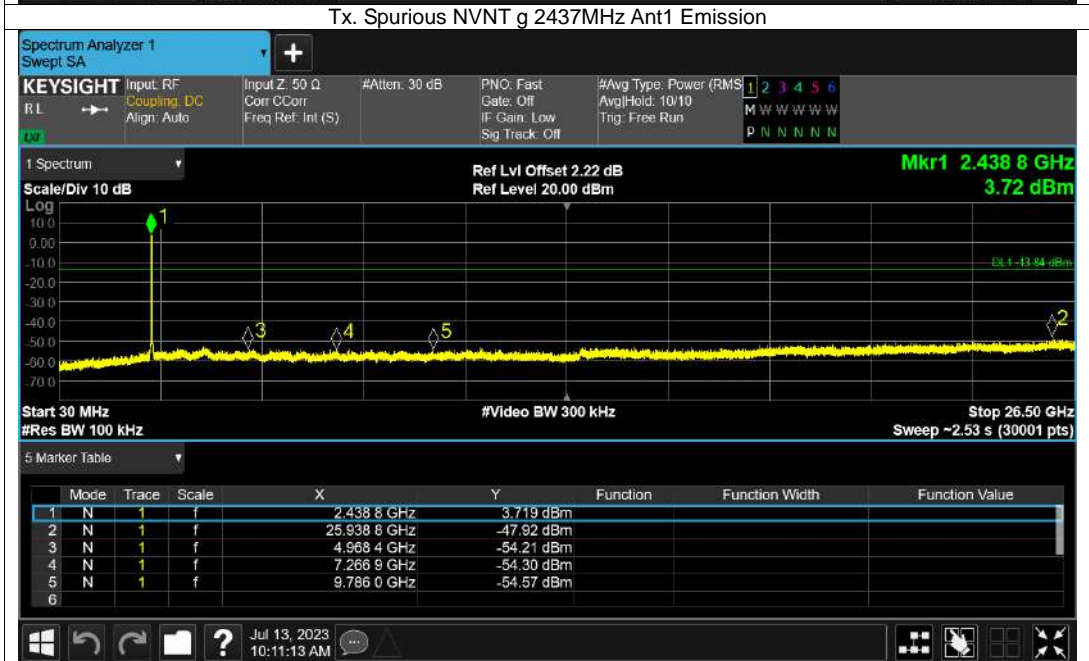 Tx. Spurious NVNT g 2437MHz Ant1 Emission
Spectrum Analyzer 1
Swept SA
+
KEYSIGHT Input: RF Input Z: 50 Ω #Atten: 30 dB PNO: Fast #Avg Type: Power (RMS 1 2 3 4 5 6
RL Coupling: DC Corr CCorr Gate: Off Avg|Hold: 10/10 M W W W W W
Align: Auto Freq Ref: Int (S) IF Gain: Low Trig: Free Run
LXI Sig Track: Off P N N N N N
1 Spectrum Ref Lvl Offset 2.22 dB Mkr1 2.438 8 GHz
Scale/Div 10 dB Ref Level 20.00 dBm 3.72 dBm
Log
1
10.0
0.00
-10.0 DL1 -13.84 dBm
-20.0
-30.0
-40.0 2
3 4 5
-50.0
-60.0
-70.0
Start 30 MHz #Video BW 300 kHz Stop 26.50 GHz
#Res BW 100 kHz Sweep ~2.53 s (30001 pts)
5 Marker Table
Mode Trace Scale X Y Function Function Width Function Value
1 N 1 f 2.438 8 GHz 3.719 dBm
2 N 1 f 25.938 8 GHz -47.92 dBm
3 N 1 f 4.968 4 GHz -54.21 dBm
4 N 1 f 7.266 9 GHz -54.30 dBm
5 N 1 f 9.786 0 GHz -54.57 dBm
6
? Jul 13, 2023
10:11:13 AM